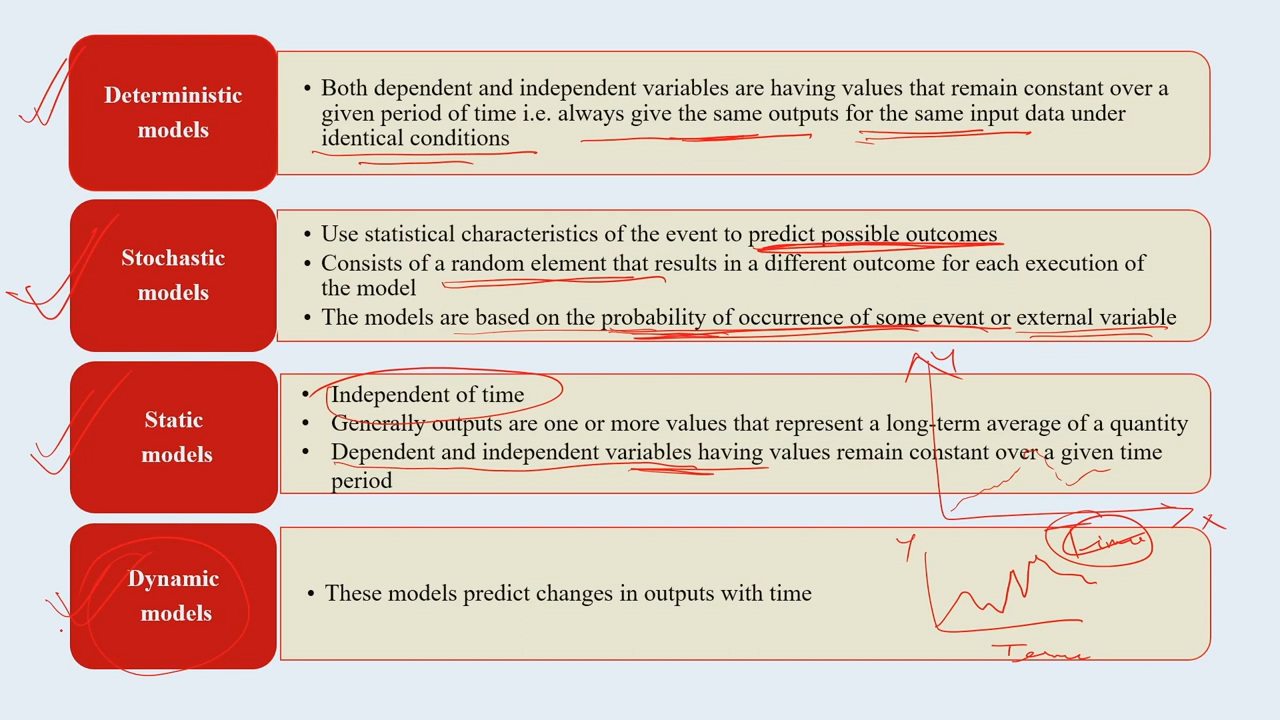 Deterministic
models
• Both dependent and independent variables are having values that remain constant over a
given period of time i.e. always give the same outputs for the same input data under
identical conditions
Stochastic
models
• Use statistical characteristics of the event to predict possible outcomes
• Consists of a random element that results in a different outcome for each execution of
the model
• The models are based on the probability of occurrence of some event or external variable
Static
models
• Independent of time
• Generally outputs are one or more values that represent a long-term average of a quantity
• Dependent and independent variables having values remain constant over a given time
period
Y
X
Time
Dynamic
models
• These models predict changes in outputs with time
Y
Time